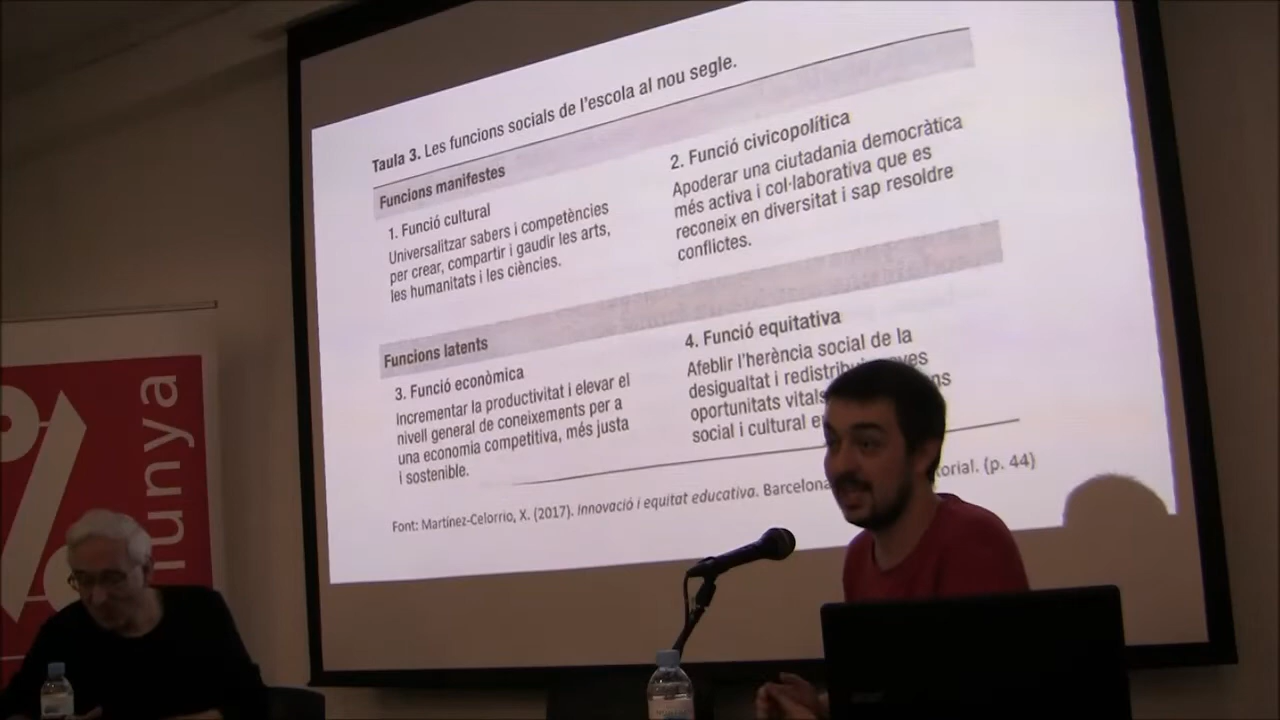 Taula 3. Les funcions socials de l'escola al nou segle.
Funcions manifestes
1. Funció cultural
Universalitzar sabers i competències
per crear, compartir i gaudir les arts,
les humanitats i les ciències.
2. Funció civicopolítica
Apoderar una ciutadania democràtica
més activa i col·laborativa que es
reconeix en diversitat i sap resoldre
conflictes.
Funcions latents
3. Funció econòmica
Incrementar la productivitat i elevar el
nivell general de coneixements per a
una economia competitiva, més justa
i sostenible.
4. Funció equitativa
Afeblir l'herència social de la
desigualtat i
oportunitats vitals
social i cultural
Font: Martínez-Celorrio, X. (2017). Innovació i equitat educativa. Barcelona (p. 44)